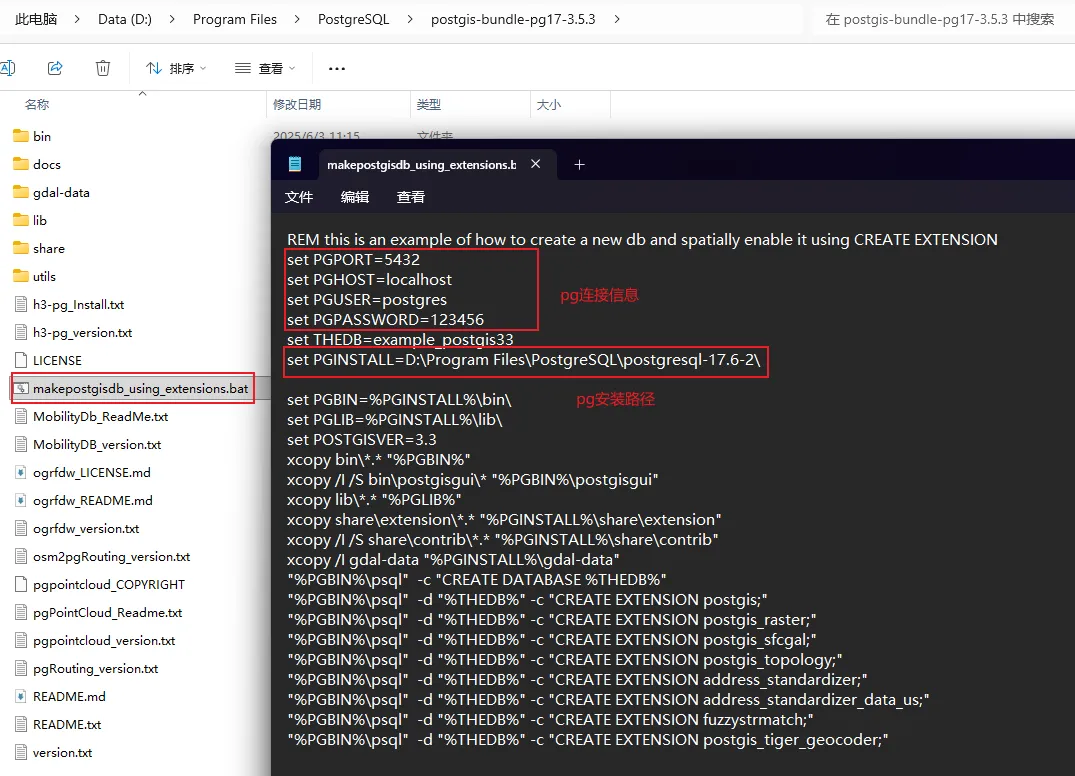 此电脑 > Data (D:) > Program Files > PostgreSQL > postgis-bundle-pg17-3.5.3 >
在 postgis-bundle-pg17-3.5.3 中搜索
排序 查看 ...
名称 修改日期 类型 大小
bin 2025/6/3 11:15 文件夹
docs
gdal-data
lib
share
utils
h3-pg_Install.txt
h3-pg_version.txt
LICENSE
makepostgisdb_using_extensions.bat
MobilityDb_ReadMe.txt
MobilityDB_version.txt
ogrfdw_LICENSE.md
ogrfdw_README.md
ogrfdw_version.txt
osm2pgRouting_version.txt
pgpointcloud_COPYRIGHT
pgPointCloud_Readme.txt
pgpointcloud_version.txt
pgRouting_version.txt
README.md
README.txt
version.txt
makepostgisdb_using_extensions.b
文件 编辑 查看
REM this is an example of how to create a new db and spatially enable it using CREATE EXTENSION
set PGPORT=5432
set PGHOST=localhost
set PGUSER=postgres
set PGPASSWORD=123456
pg连接信息
set THEDB=example_postgis33
set PGINSTALL=D:\Program Files\PostgreSQL\postgresql-17.6-2\
pg安装路径
set PGBIN=%PGINSTALL%\bin\
set PGLIB=%PGINSTALL%\lib\
set POSTGISVER=3.3
xcopy bin\*.* "%PGBIN%"
xcopy /I /S bin\postgisgui\* "%PGBIN%\postgisgui"
xcopy lib\*.* "%PGLIB%"
xcopy share\extension\*.* "%PGINSTALL%\share\extension"
xcopy /I /S share\contrib\*.* "%PGINSTALL%\share\contrib"
xcopy /I gdal-data "%PGINSTALL%\gdal-data"
"%PGBIN%\psql"  -c "CREATE DATABASE %THEDB%"
"%PGBIN%\psql"  -d "%THEDB%" -c "CREATE EXTENSION postgis;"
"%PGBIN%\psql"  -d "%THEDB%" -c "CREATE EXTENSION postgis_raster;"
"%PGBIN%\psql"  -d "%THEDB%" -c "CREATE EXTENSION postgis_sfcgal;"
"%PGBIN%\psql"  -d "%THEDB%" -c "CREATE EXTENSION postgis_topology;"
"%PGBIN%\psql"  -d "%THEDB%" -c "CREATE EXTENSION address_standardizer;"
"%PGBIN%\psql"  -d "%THEDB%" -c "CREATE EXTENSION address_standardizer_data_us;"
"%PGBIN%\psql"  -d "%THEDB%" -c "CREATE EXTENSION fuzzystrmatch;"
"%PGBIN%\psql"  -d "%THEDB%" -c "CREATE EXTENSION postgis_tiger_geocoder;"